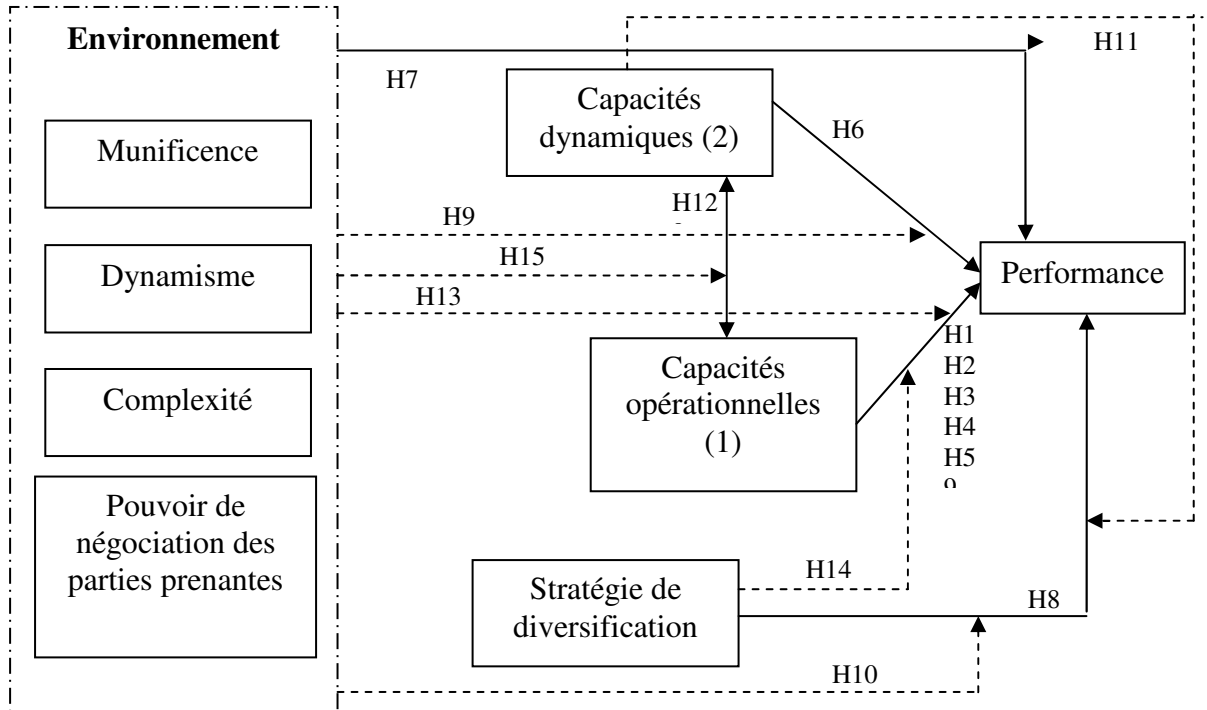 Environnement
H11
H7
Capacités
dynamiques (2)
H6
Munificence
H12
H9
H15
Dynamisme
Performance
H13
H1
H2
H3
H4
H5
Capacités
opérationnelles
(1)
Complexité
Pouvoir de
négociation des
parties prenantes
H14
Stratégie de
diversification
H8
H10